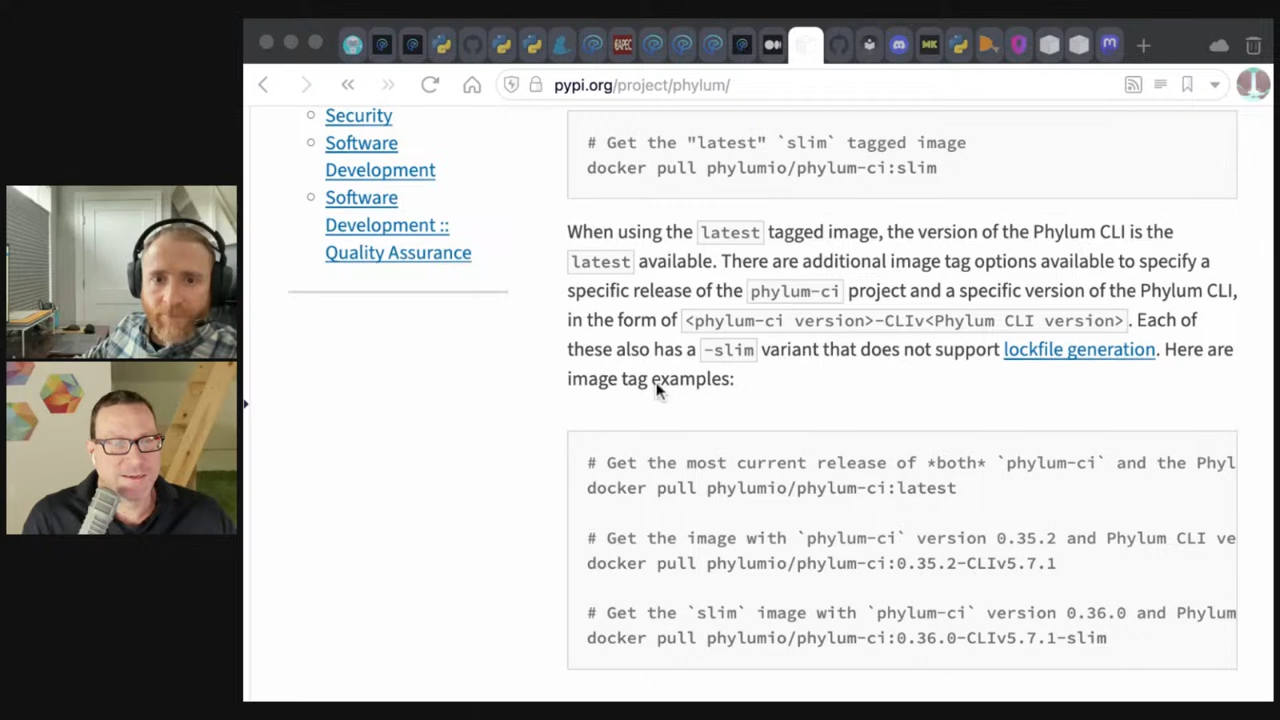 CAPEC
MK
pypi.org/project/phylum/
Security
Software
Development
Software
Development ::
Quality Assurance
# Get the "latest" `slim` tagged image
docker pull phylumio/phylum-ci:slim
When using the latest tagged image, the version of the Phylum CLI is the
latest available. There are additional image tag options available to specify a
specific release of the phylum-ci project and a specific version of the Phylum CLI,
in the form of <phylum-ci version>-CLIv<Phylum CLI version>. Each of
these also has a -slim variant that does not support lockfile generation. Here are
image tag examples:
# Get the most current release of *both* `phylum-ci` and the Phyl
docker pull phylumio/phylum-ci:latest
# Get the image with `phylum-ci` version 0.35.2 and Phylum CLI ve
docker pull phylumio/phylum-ci:0.35.2-CLIv5.7.1
# Get the `slim` image with `phylum-ci` version 0.36.0 and Phylum
docker pull phylumio/phylum-ci:0.36.0-CLIv5.7.1-slim